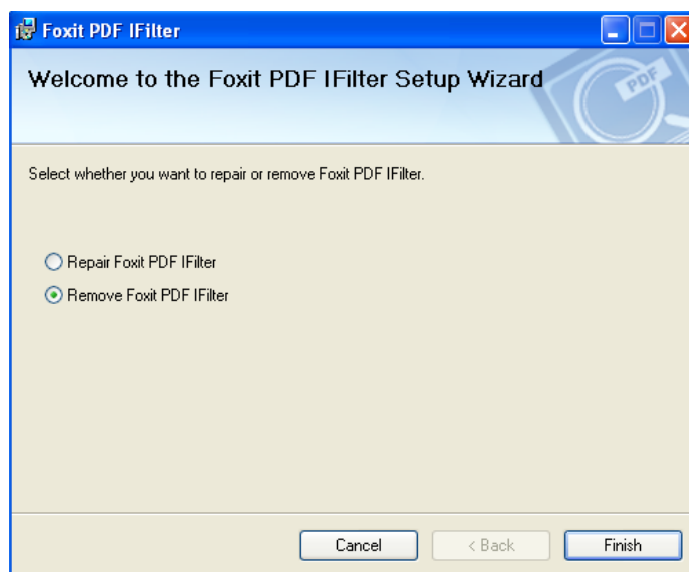 Foxit PDF IFilter
Welcome to the Foxit PDF IFilter Setup Wizard
PDF
Select whether you want to repair or remove Foxit PDF IFilter.
Repair Foxit PDF IFilter
Remove Foxit PDF IFilter
Cancel
< Back
Finish